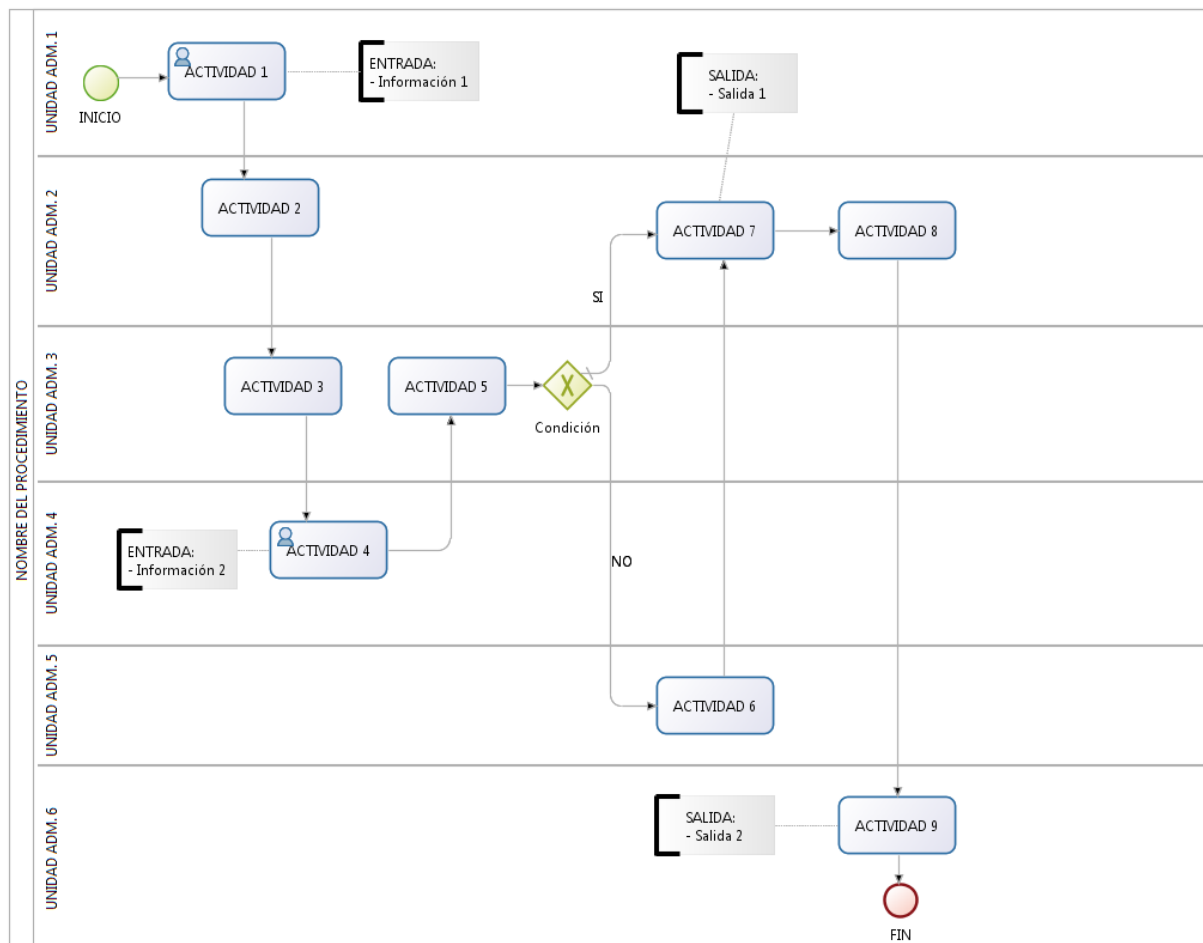 NOMBRE DEL PROCEDIMIENTO
UNIDAD ADM. 1
INICIO
ACTIVIDAD 1
ENTRADA:
- Información 1
SALIDA:
- Salida 1
UNIDAD ADM. 2
ACTIVIDAD 2
ACTIVIDAD 7
ACTIVIDAD 8
SI
UNIDAD ADM. 3
ACTIVIDAD 3
ACTIVIDAD 5
X
Condición
UNIDAD ADM. 4
ENTRADA:
- Información 2
ACTIVIDAD 4
NO
UNIDAD ADM. 5
ACTIVIDAD 6
UNIDAD ADM. 6
SALIDA:
- Salida 2
ACTIVIDAD 9
FIN